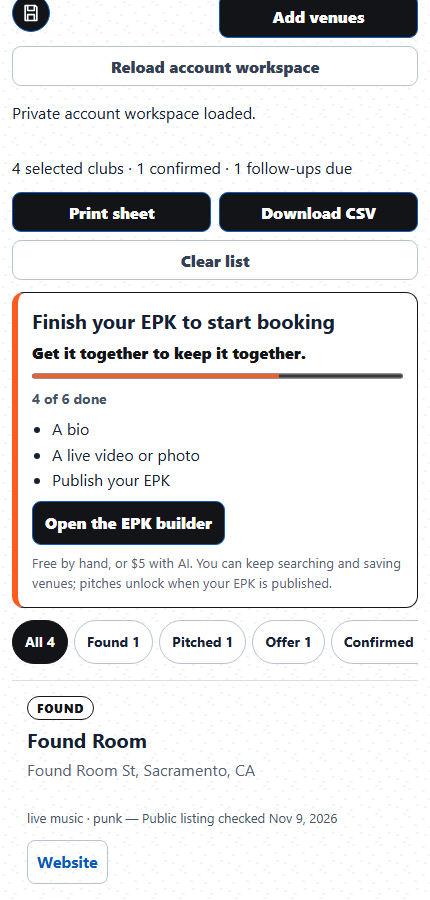 Add venues
Reload account workspace
Private account workspace loaded.
4 selected clubs · 1 confirmed · 1 follow-ups due
Print sheet
Download CSV
Clear list
Finish your EPK to start booking
Get it together to keep it together.
4 of 6 done
A bio
A live video or photo
Publish your EPK
Open the EPK builder
Free by hand, or $5 with AI. You can keep searching and saving
venues; pitches unlock when your EPK is published.
All 4
Found 1
Pitched 1
Offer 1
Confirmed
FOUND
Found Room
Found Room St, Sacramento, CA
live music · punk — Public listing checked Nov 9, 2026
Website